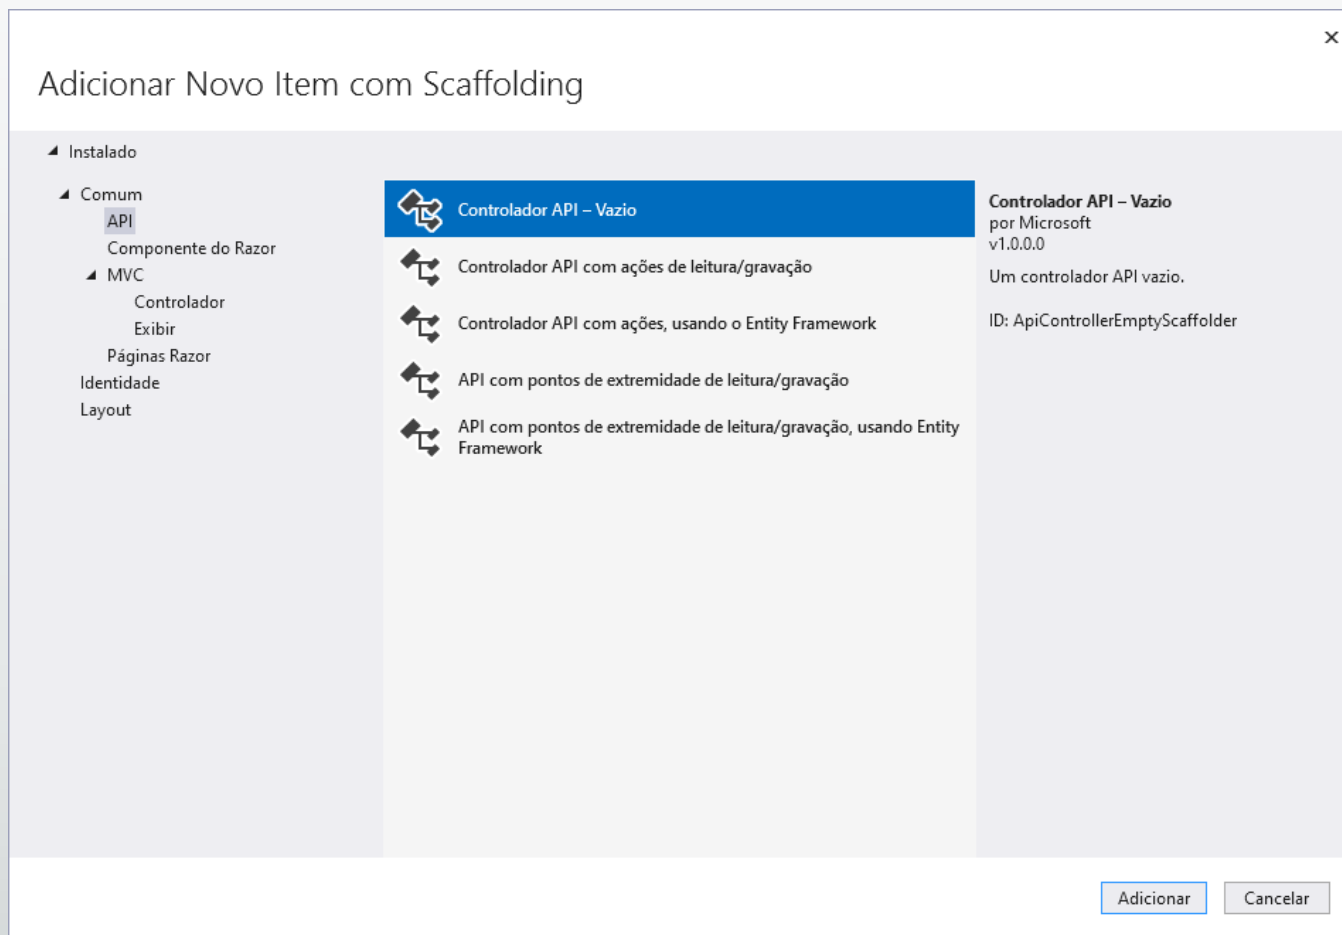 Adicionar Novo Item com Scaffolding
Instalado
Comum
API
Componente do Razor
MVC
Controlador
Exibir
Páginas Razor
Identidade
Layout
Controlador API – Vazio
Controlador API com ações de leitura/gravação
Controlador API com ações, usando o Entity Framework
API com pontos de extremidade de leitura/gravação
API com pontos de extremidade de leitura/gravação, usando Entity
Framework
Controlador API – Vazio
por Microsoft
v1.0.0.0
Um controlador API vazio.
ID: ApiControllerEmptyScaffolder
Adicionar
Cancelar